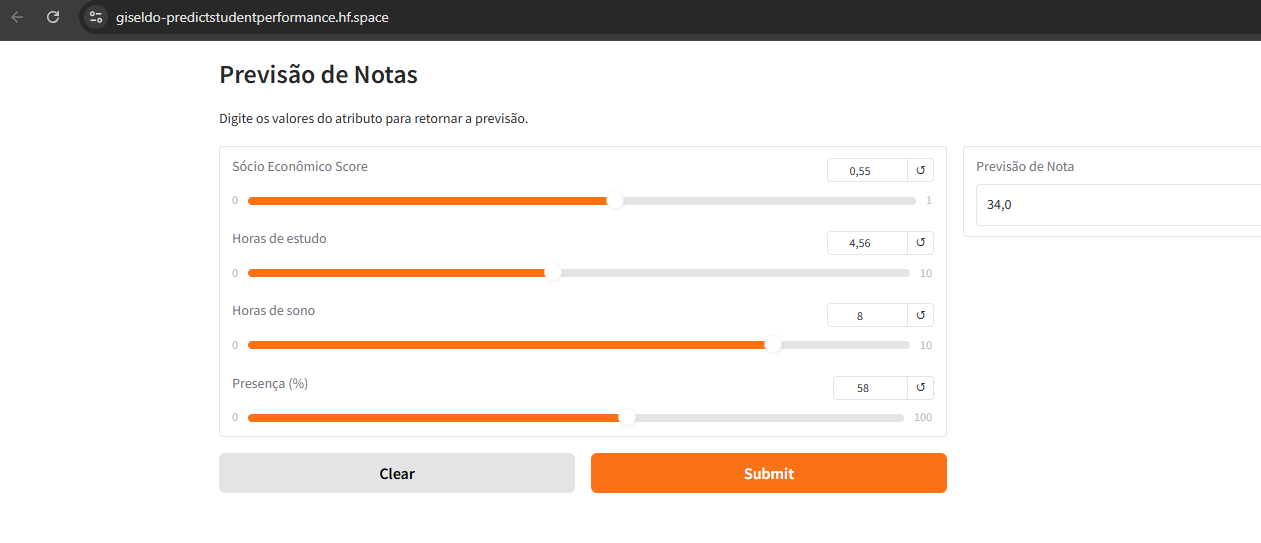 giseldo-predictstudentperformance.hf.space
Previsão de Notas
Digite os valores do atributo para retornar a previsão.
Sócio Econômico Score
0,55
↺
0
1
Horas de estudo
4,56
↺
0
10
Horas de sono
8
↺
0
10
Presença (%)
58
↺
0
100
Clear
Submit
Previsão de Nota
34,0